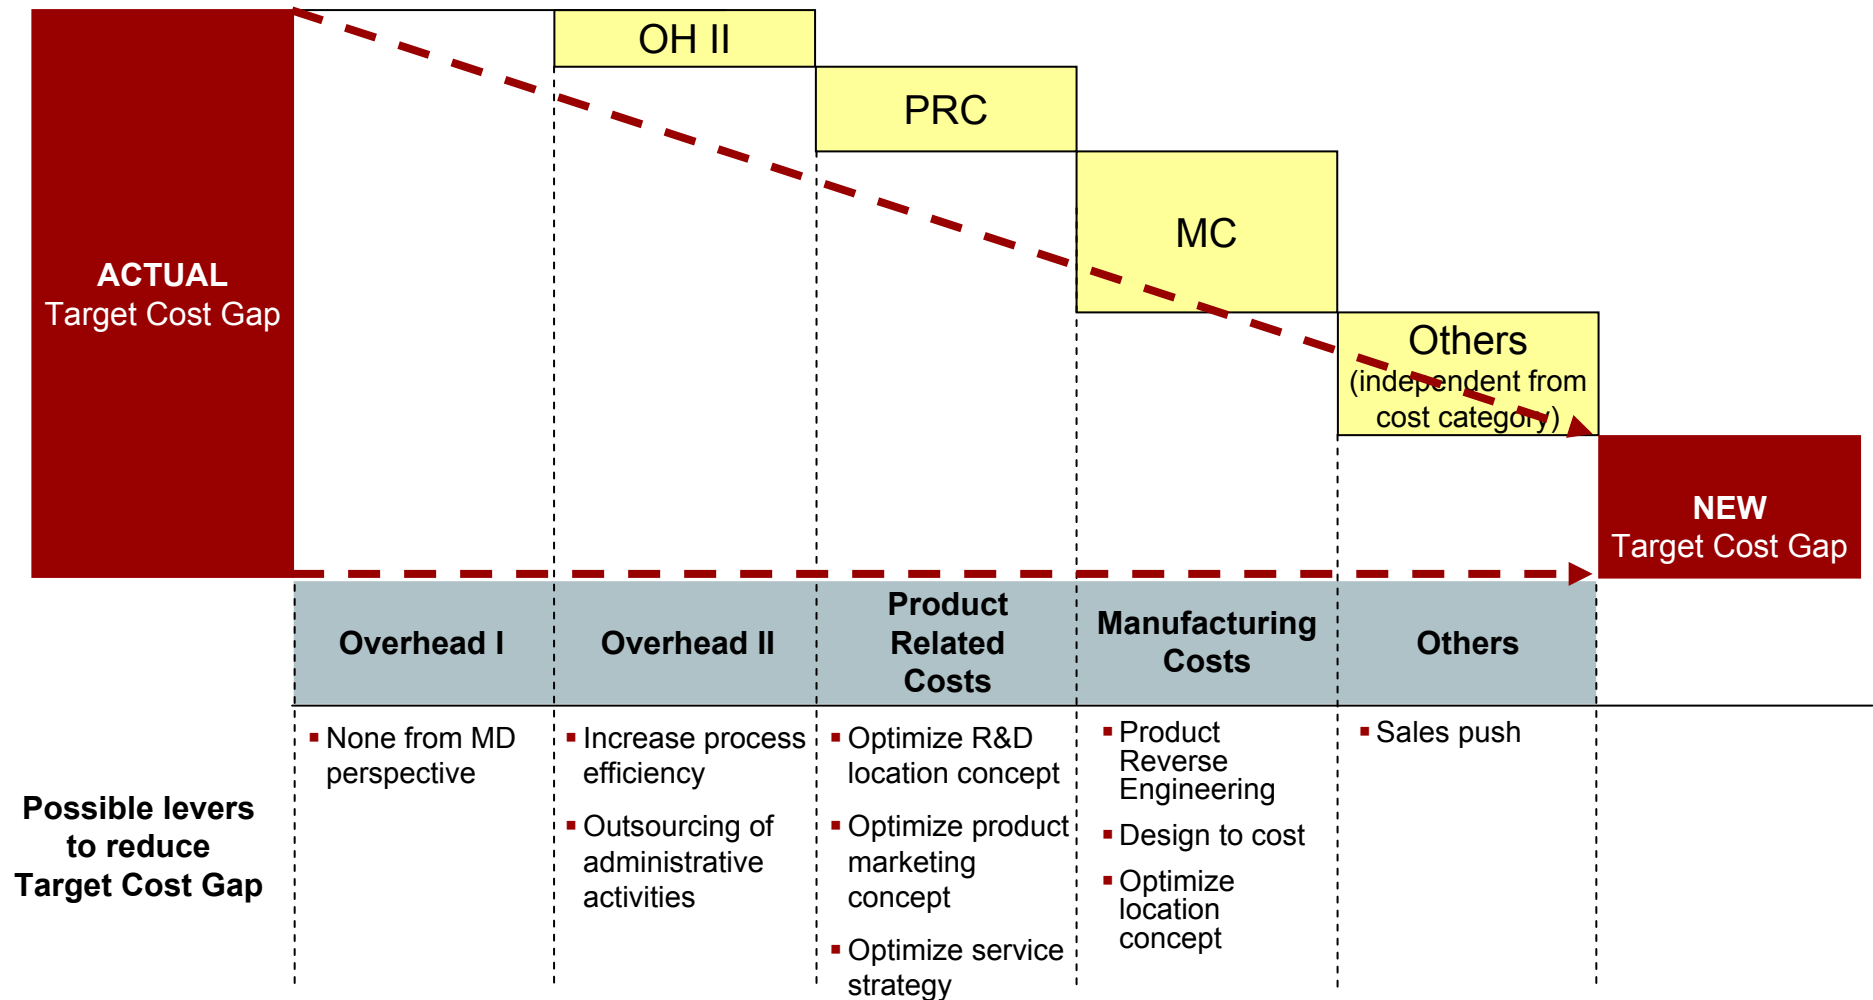 OH II
PRC
MC
Others
(independent from
cost category)
ACTUAL
Target Cost Gap
NEW
Target Cost Gap
Overhead I
Overhead II
Product
Related
Costs
Manufacturing
Costs
Others
Possible levers
to reduce
Target Cost Gap
▪ None from MD
perspective
▪ Increase process
efficiency
▪ Outsourcing of
administrative
activities
▪ Optimize R&D
location concept
▪ Optimize product
marketing
concept
▪ Optimize service
strategy
▪ Product
Reverse
Engineering
▪ Design to cost
▪ Optimize
location
concept
▪ Sales push